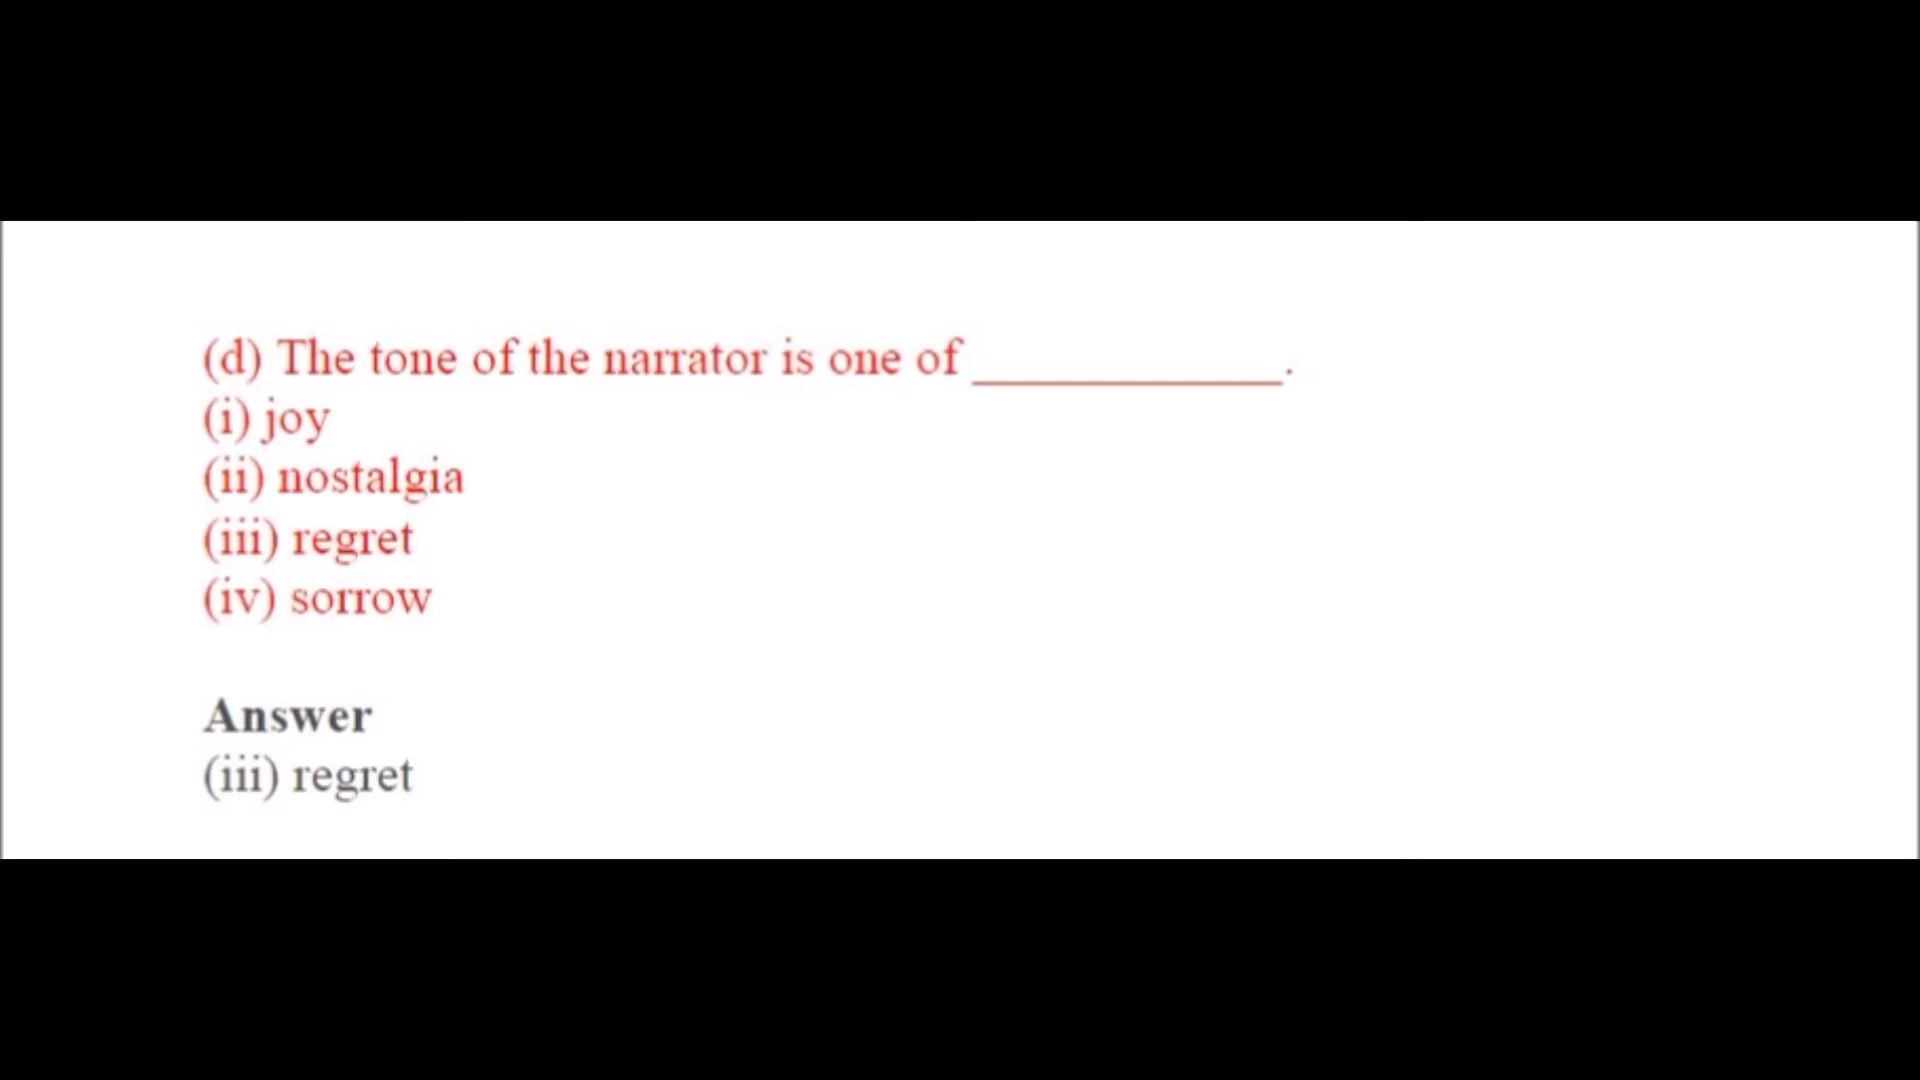 (d) The tone of the narrator is one of ____________.
(i) joy
(ii) nostalgia
(iii) regret
(iv) sorrow
Answer
(iii) regret